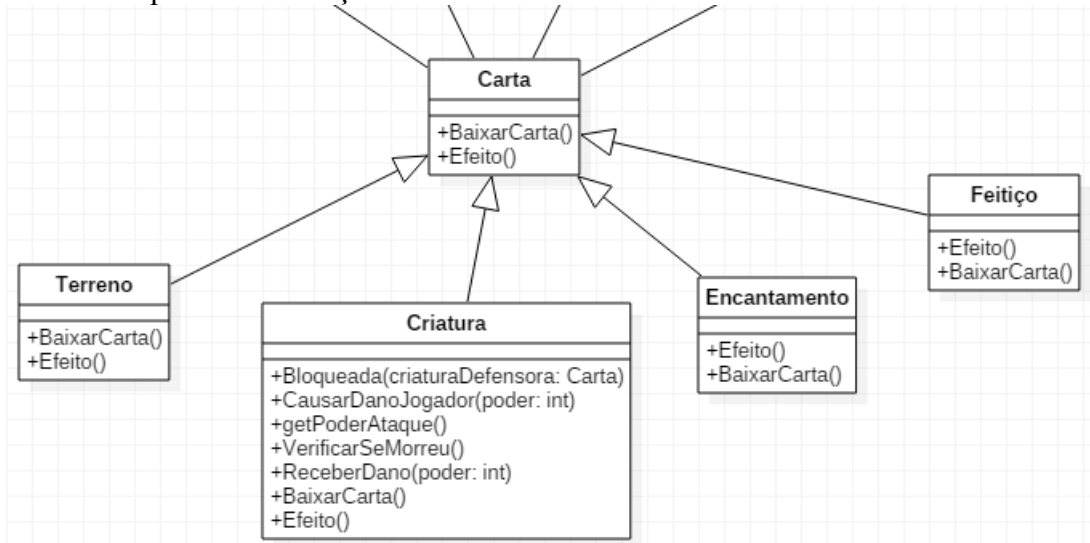 Carta
+BaixarCarta()
+Efeito()
Feitiço
+Efeito()
+BaixarCarta()
Terreno
+BaixarCarta()
+Efeito()
Criatura
+Bloqueada(criaturaDefensora: Carta)
+CausarDanoJogador(poder: int)
+getPoderAtaque()
+VerificarSeMorreu()
+ReceberDano(poder: int)
+BaixarCarta()
+Efeito()
Encantamento
+Efeito()
+BaixarCarta()